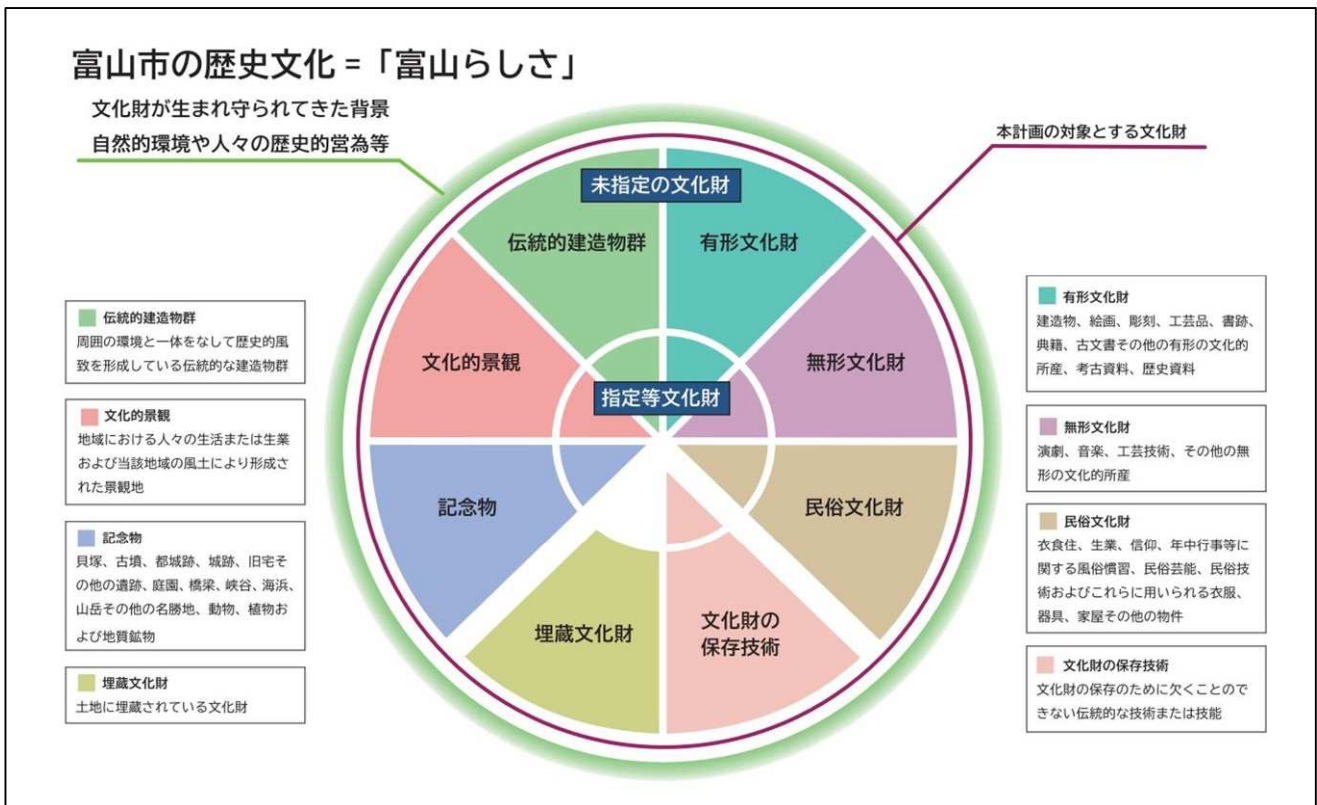 富山市の歴史文化=「富山らしさ」
文化財が生まれ守られてきた背景
自然的環境や人々の歴史的営為等
本計画の対象とする文化財
未指定の文化財
伝統的建造物群
有形文化財
文化的景観
無形文化財
指定等文化財
記念物
民俗文化財
埋蔵文化財
文化財の
保存技術
伝統的建造物群
周囲の環境と一体をなして歴史的風
致を形成している伝統的な建造物群
文化的景観
地域における人々の生活または生業
および当該地域の風土により形成さ
れた景観地
記念物
貝塚、古墳、都城跡、城跡、旧宅そ
の他の遺跡、庭園、橋梁、峡谷、海浜、
山岳その他の名勝地、動物、植物お
よび地質鉱物
埋蔵文化財
土地に埋蔵されている文化財
有形文化財
建造物、絵画、彫刻、工芸品、書跡、
典籍、古文書その他の有形の文化的
所産、考古資料、歴史資料
無形文化財
演劇、音楽、工芸技術、その他の無
形の文化的所産
民俗文化財
衣食住、生業、信仰、年中行事等に
関する風俗慣習、民俗芸能、民俗技
術およびこれらに用いられる衣服、
器具、家屋その他の物件
文化財の保存技術
文化財の保存のために欠くことので
きない伝統的な技術または技能